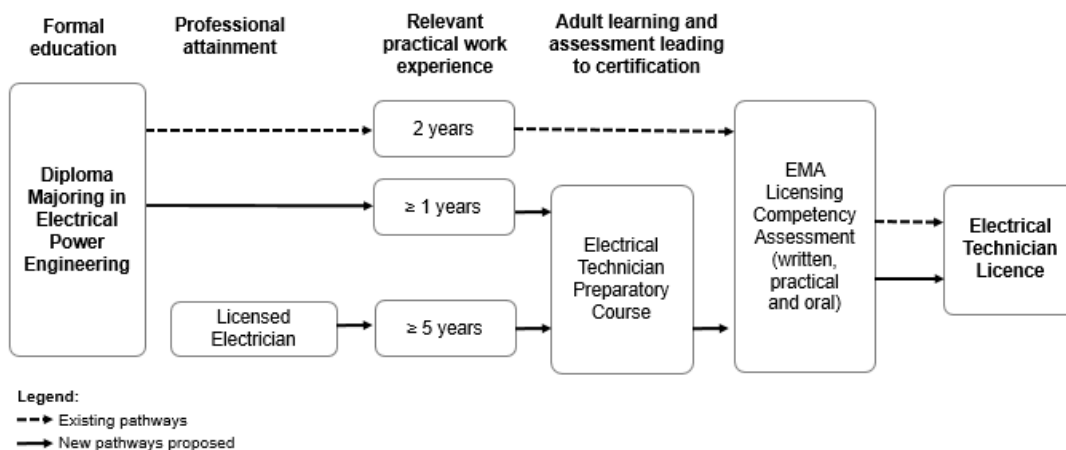 Formal
education
Professional
attainment
Relevant
practical work
experience
Adult learning and
assessment leading
to certification
Diploma
Majoring in
Electrical
Power
Engineering
2 years
≥ 1 years
Licensed
Electrician
≥ 5 years
Electrical
Technician
Preparatory
Course
EMA
Licensing
Competency
Assessment
(written,
practical
and oral)
Electrical
Technician
Licence
Legend:
Existing pathways
New pathways proposed